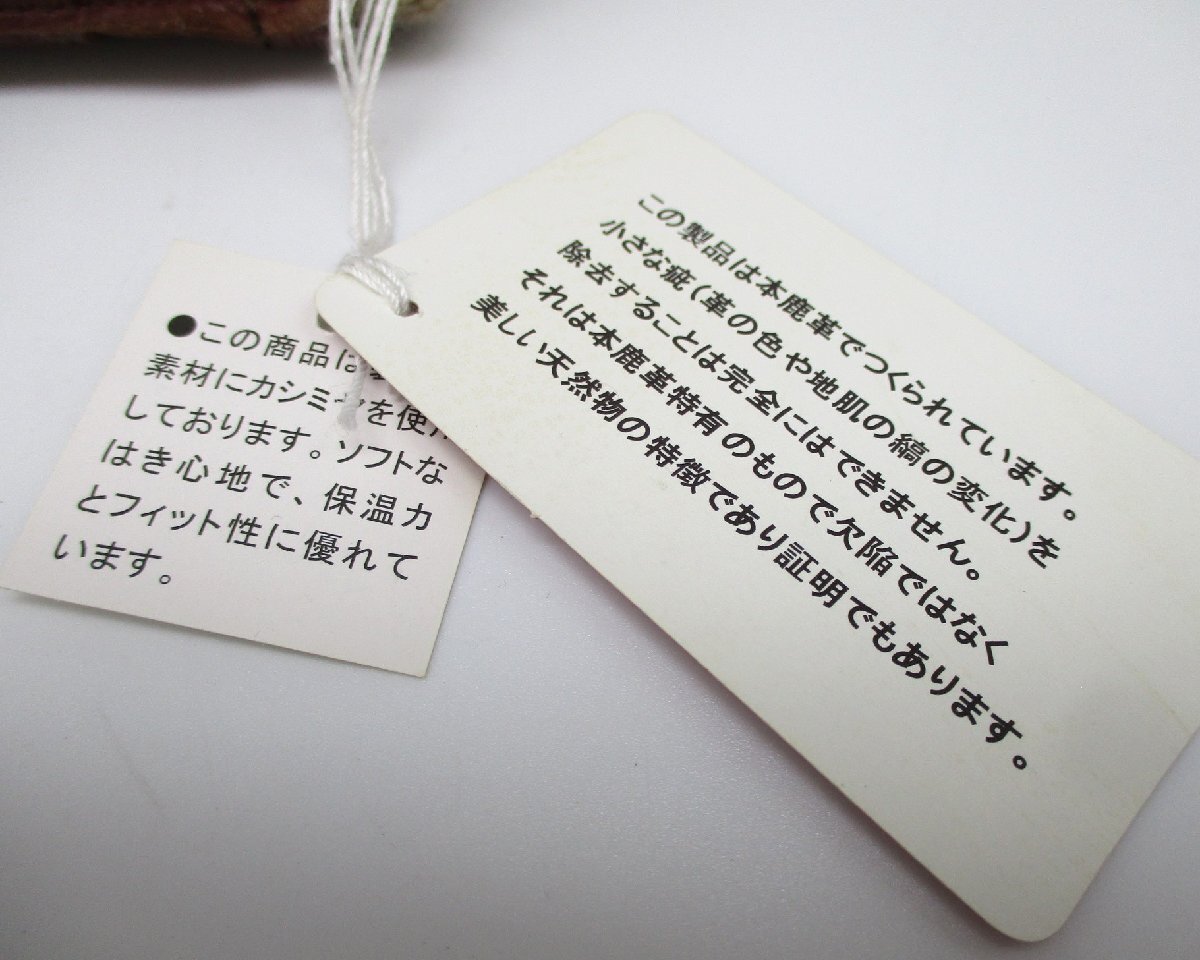 ●この商品は
素材にカシミヤを使用
しております。ソフトな
はき心地で、保温力
とフィット性に優れて
います。
この製品は本鹿革でつくられています。
小さな疵(革の色や地肌の縞の変化)を
除去することは完全にはできません。
それは本鹿革特有のもので欠陥ではなく
美しい天然物の特徴であり証明でもあります。